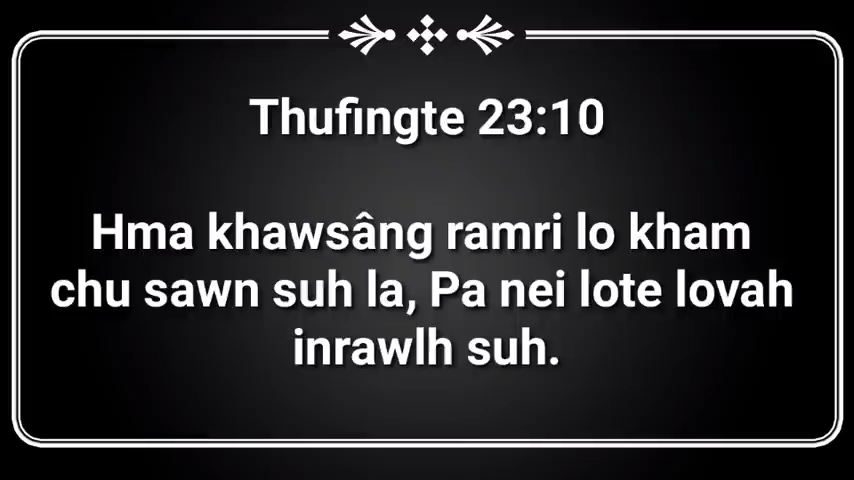 Thufingte 23:10
Hma khawsâng ramri lo kham
chu sawn suh la, Pa nei lote lovah
inrawlh suh.